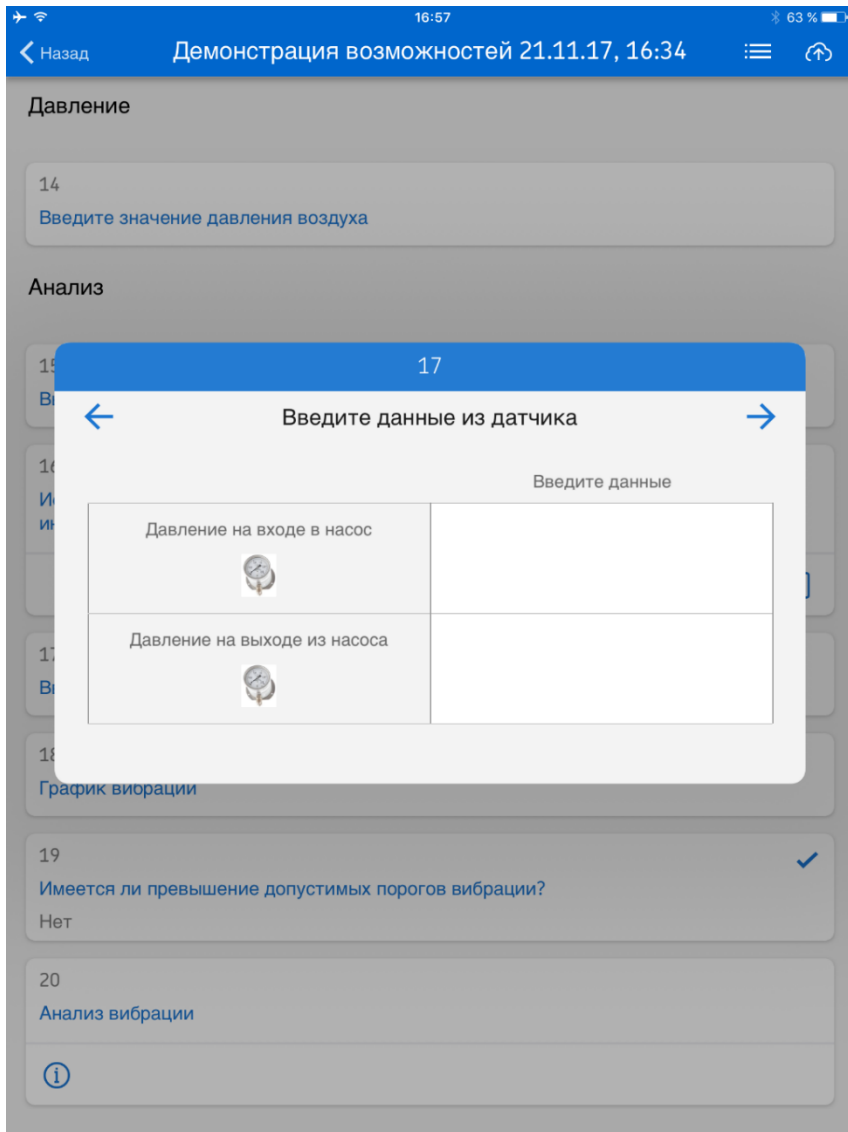 16:57
63 %
Назад
Демонстрация возможностей 21.11.17, 16:34
Давление
14
Введите значение давления воздуха
Анализ
17
Введите данные из датчика
Введите данные
Давление на входе в насос
Давление на выходе из насоса
График вибрации
19
Имеется ли превышение допустимых порогов вибрации?
Нет
20
Анализ вибрации